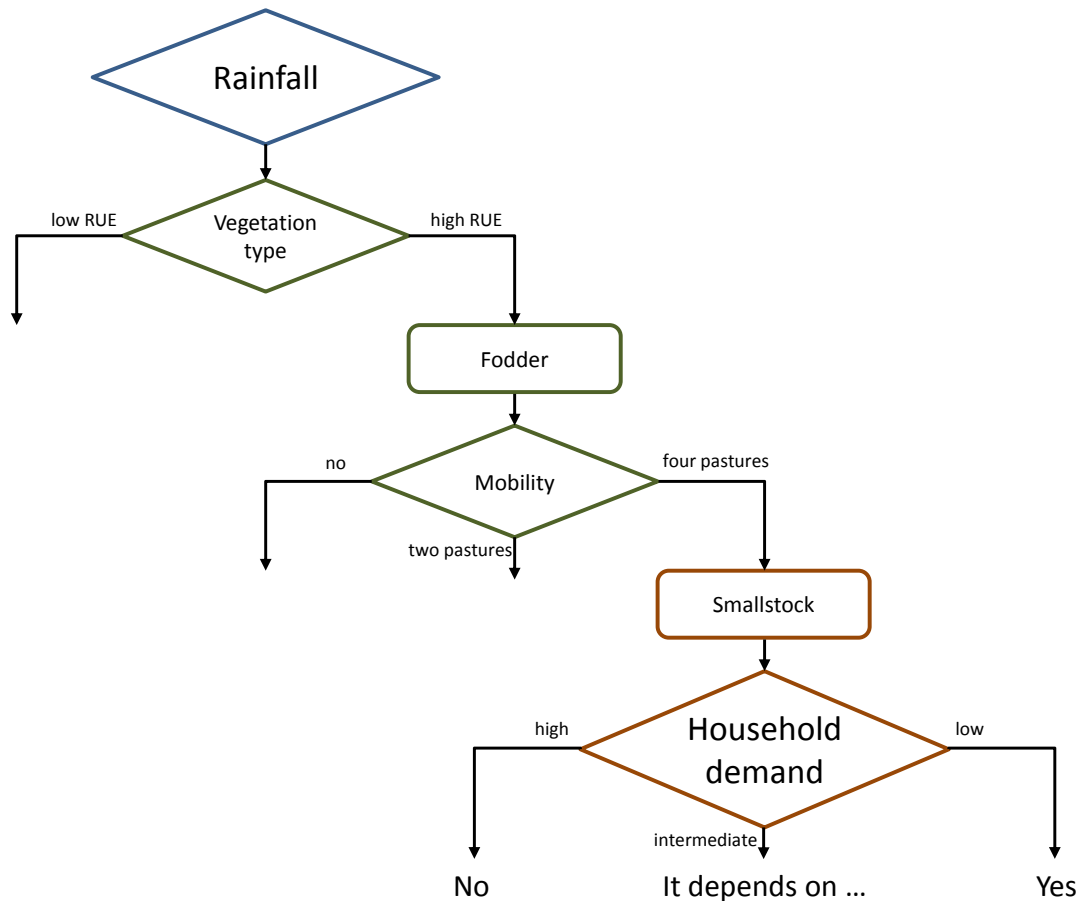 Rainfall
low RUE
Vegetation
type
high RUE
Fodder
no
Mobility
four pastures
two pastures
Smallstock
high
Household
demand
low
intermediate
No
It depends on ...
Yes